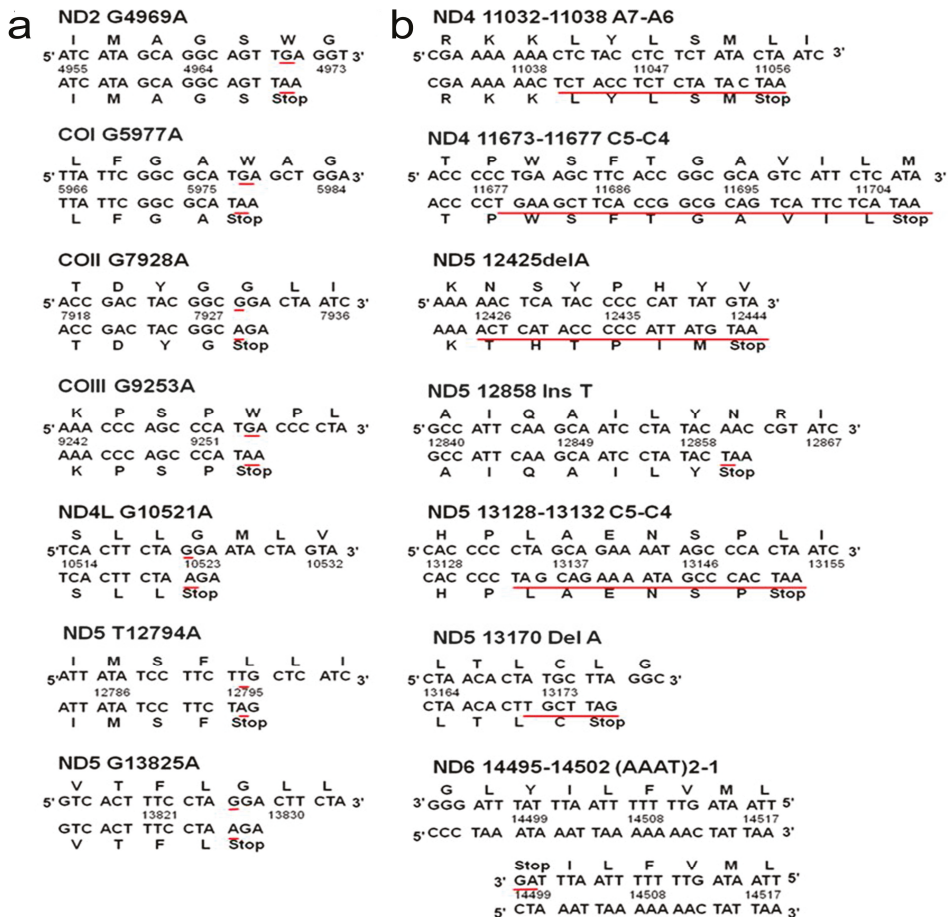 a
ND2 G4969A
I M A G S W G
5' ATC ATA GCA GGC AGT TGA GGT 3'
4955 4964 4973
ATC ATA GCA GGC AGT TAA
I M A G S Stop
COI G5977A
L F G A W A G
5' TTA TTC GGC GCA TGA GCT GGA 3'
5966 5975 5984
TTA TTC GGC GCA TAA
L F G A Stop
COII G7928A
T D Y G G L I
5' ACC GAC TAC GGC GGA CTA ATC 3'
7918 7927 7936
ACC GAC TAC GGC AGA
T D Y G Stop
COIII G9253A
K P S P W P L
5' AAA CCC AGC CCA TGA CCC CTA 3'
9242 9251
AAA CCC AGC CCA TAA
K P S P Stop
ND4L G10521A
S L L G M L V
5' TCA CTT CTA GGA ATA CTA GTA 3'
10514 10523 10532
TCA CTT CTA AGA
S L L Stop
ND5 T12794A
I M S F L L I
5' ATT ATA TCC TTC TTG CTC ATC 3'
12786 12795
ATT ATA TCC TTC TAG
I M S F Stop
ND5 G13825A
V T F L G L L
5' GTC ACT TTC CTA GGA CTT CTA 3'
13821 13830
GTC ACT TTC CTA AGA
V T F L Stop
b
ND4 11032-11038 A7-A6
R K K L Y L S M L I
5' CGA AAA AAA CTC TAC CTC TCT ATA CTA ATC 3'
11038 11047 11056
CGA AAA AAC TCT ACC TCT CTA TAC TAA
R K K L Y L S M Stop
ND4 11673-11677 C5-C4
T P W S F T G A V I L M
5' ACC CCC TGA AGC TTC ACC GGC GCA GTC ATT CTC ATA 3'
11677 11686 11695 11704
ACC CCT GAA GCT TCA CCG GCG CAG TCA TTC TCA TAA
T P W S F T G A V I L Stop
ND5 12425delA
K N S Y P H Y V
5' AAA AAC TCA TAC CCC CAT TAT GTA 3'
12426 12435 12444
AAA ACT CAT ACC CCC ATT ATG TAA
K T H T P I M Stop
ND5 12858 Ins T
A I Q A I L Y N R I
5' GCC ATT CAA GCA ATC CTA TAC AAC CGT ATC 3'
12840 12849 12858 12867
GCC ATT CAA GCA ATC CTA TAC TAA
A I Q A I L Y Stop
ND5 13128-13132 C5-C4
H P L A E N S P L I
5' CAC CCC CTA GCA GAA AAT AGC CCA CTA ATC 3'
13128 13137 13146 13155
CAC CCC TAG CAG AAA ATA GCC CAC TAA
H P L A E N S P Stop
ND5 13170 Del A
L T L C L G
5' CTA ACA CTA TGC TTA GGC 3'
13164 13173
CTA ACA CTT GCT TAG
L T L C Stop
ND6 14495-14502 (AAAT)2-1
G L Y I L F V M L
3' GGG ATT TAT TTA ATT TTT TTG ATA ATT 5'
14499 14508 14517
5' CCC TAA ATA AAT TAA AAA AAC TAT TAA 3'
Stop I L F V M L
3' GAT TTA ATT TTT TTG ATA ATT 5'
14499 14508 14517
CTA AAT TAA AAA AAC TAT TAA
5' 3'